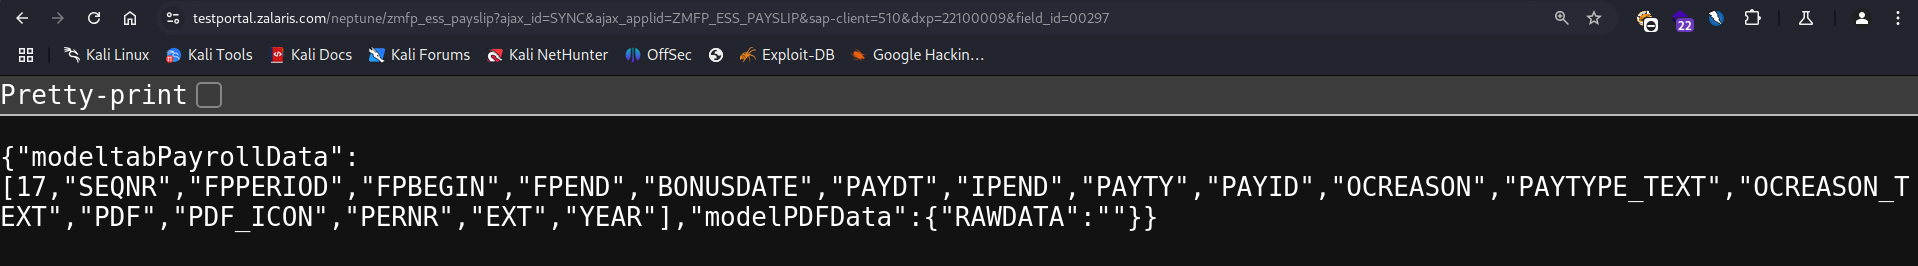 testportal.zalaris.com/neptune/zmfp_ess_payslip?ajax_id=SYNC&ajax_applid=ZMFP_ESS_PAYSLIP&sap-client=510&dxp=22100009&field_id=00297
22
Kali Linux Kali Tools Kali Docs Kali Forums Kali NetHunter OffSec Exploit-DB Google Hackin...
Pretty-print
{"modeltabPayrollData":
[17,"SEQNR","FPPERIOD","FPBEGIN","FPEND","BONUSDATE","PAYDT","IPEND","PAYTY","PAYID","OCREASON","PAYTYPE_TEXT","OCREASON_T
EXT","PDF","PDF_ICON","PERNR","EXT","YEAR"],"modelPDFData":{"RAWDATA":""}}